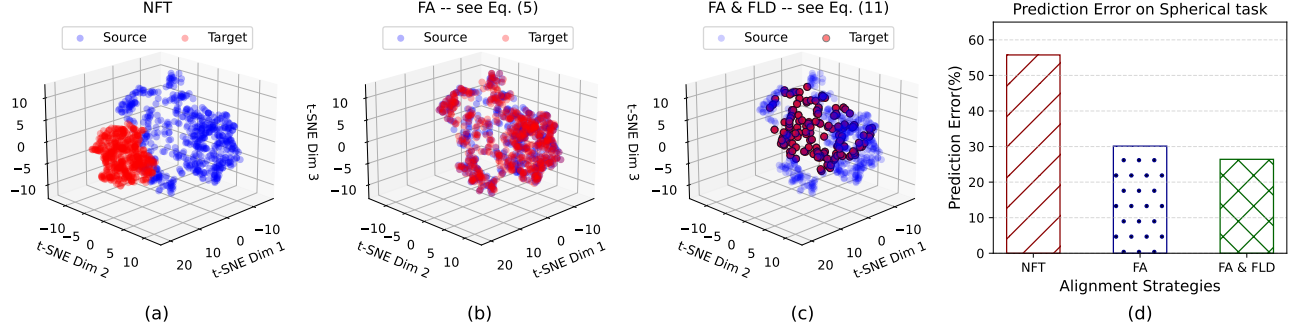 NFT
Source Target
t-SNE Dim 3
10
5
0
−5
−10
−10
−5
0
5
10
t-SNE Dim 2
−10
0
10
20
t-SNE Dim 1
(a)
FA -- see Eq. (5)
Source Target
t-SNE Dim 3
10
5
0
−5
−10
−10
−5
0
5
10
t-SNE Dim 2
−10
0
10
20
t-SNE Dim 1
(b)
FA & FLD -- see Eq. (11)
Source Target
t-SNE Dim 3
10
5
0
−5
−10
−10
−5
0
5
10
t-SNE Dim 2
−10
0
10
20
t-SNE Dim 1
(c)
Prediction Error on Spherical task
Prediction Error(%)
60
50
40
30
20
10
0
NFT FA FA & FLD
Alignment Strategies
(d)